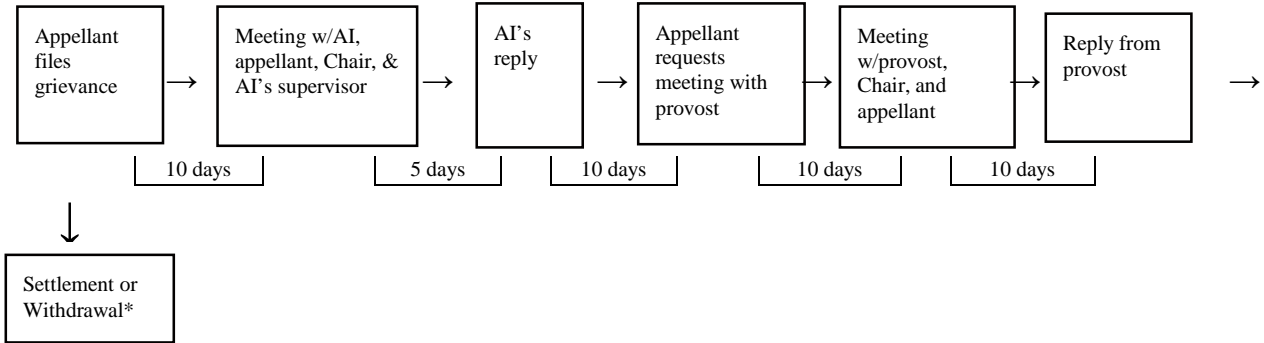 Appellant
files
grievance
Meeting w/AI,
appellant, Chair, &
AI’s supervisor
AI’s
reply
Appellant
requests
meeting with
provost
Meeting
w/provost,
Chair, and
appellant
Reply from
provost
10 days
5 days
10 days
10 days
10 days
Settlement or
Withdrawal*